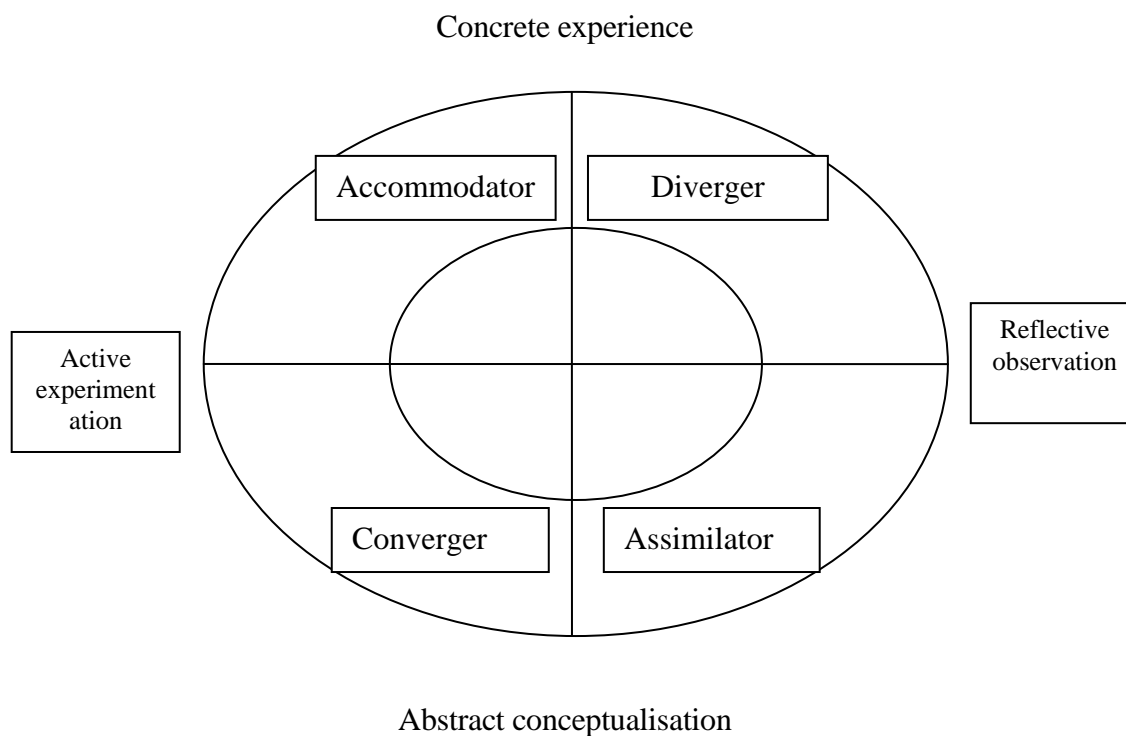 Concrete experience
Accommodator
Diverger
Active
experiment
ation
Reflective
observation
Converger
Assimilator
Abstract conceptualisation